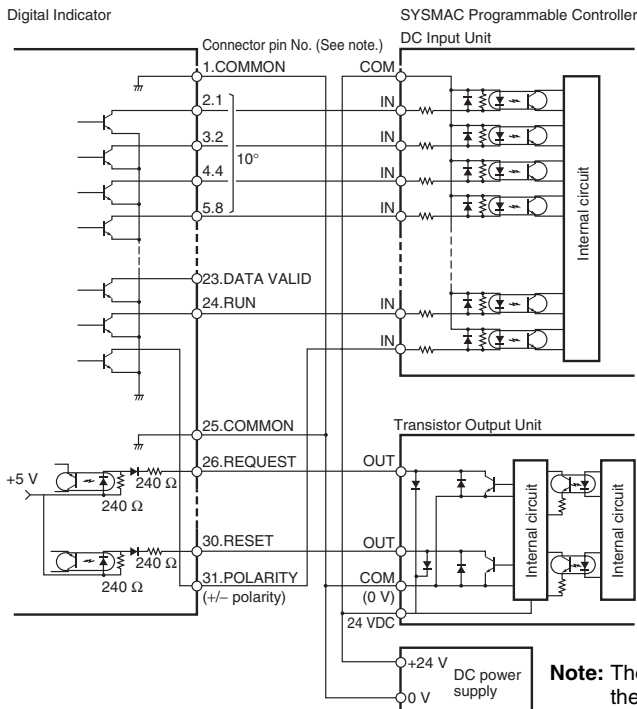 Digital Indicator
SYSMAC Programmable Controller
DC Input Unit
Connector pin No. (See note.)
1.COMMON
COM
2.1
IN
3.2
IN
10°
4.4
IN
5.8
IN
Internal circuit
23.DATA VALID
24.RUN
IN
IN
25.COMMON
Transistor Output Unit
+5 V
26.REQUEST
OUT
240 Ω
240 Ω
Internal circuit
Internal circuit
30.RESET
OUT
240 Ω
240 Ω
31.POLARITY
(+/− polarity)
COM
(0 V)
24 VDC
+24 V
DC power
supply
0 V
Note: The
the